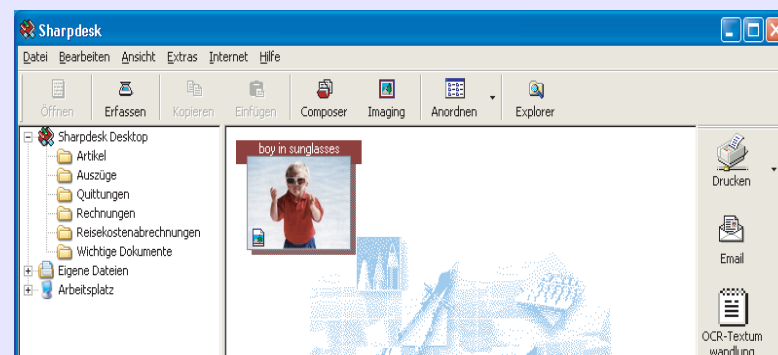 Sharpdesk
Datei Bearbeiten Ansicht Extras Internet Hilfe
Öffnen Erfassen Kopieren Einfügen Composer Imaging Anordnen Explorer
Sharpdesk Desktop
Artikel
Auszüge
Quittungen
Rechnungen
Reisekostenabrechnungen
Wichtige Dokumente
Eigene Dateien
Arbeitsplatz
boy in sunglasses
Drucken
Email
OCR-Textum
wandlung